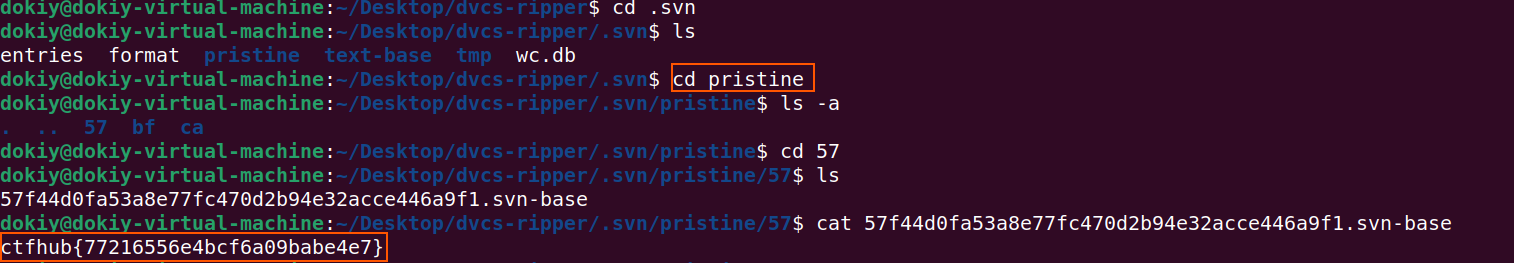 dokiy@dokiy-virtual-machine:~/Desktop/dvcs-ripper$ cd .svn
dokiy@dokiy-virtual-machine:~/Desktop/dvcs-ripper/.svn$ ls
entries  format  pristine  text-base  tmp  wc.db
dokiy@dokiy-virtual-machine:~/Desktop/dvcs-ripper/.svn$ cd pristine
dokiy@dokiy-virtual-machine:~/Desktop/dvcs-ripper/.svn/pristine$ ls -a
.  ..  57  bf  ca
dokiy@dokiy-virtual-machine:~/Desktop/dvcs-ripper/.svn/pristine$ cd 57
dokiy@dokiy-virtual-machine:~/Desktop/dvcs-ripper/.svn/pristine/57$ ls
57f44d0fa53a8e77fc470d2b94e32acce446a9f1.svn-base
dokiy@dokiy-virtual-machine:~/Desktop/dvcs-ripper/.svn/pristine/57$ cat 57f44d0fa53a8e77fc470d2b94e32acce446a9f1.svn-base
ctfhub{77216556e4bcf6a09babe4e7}